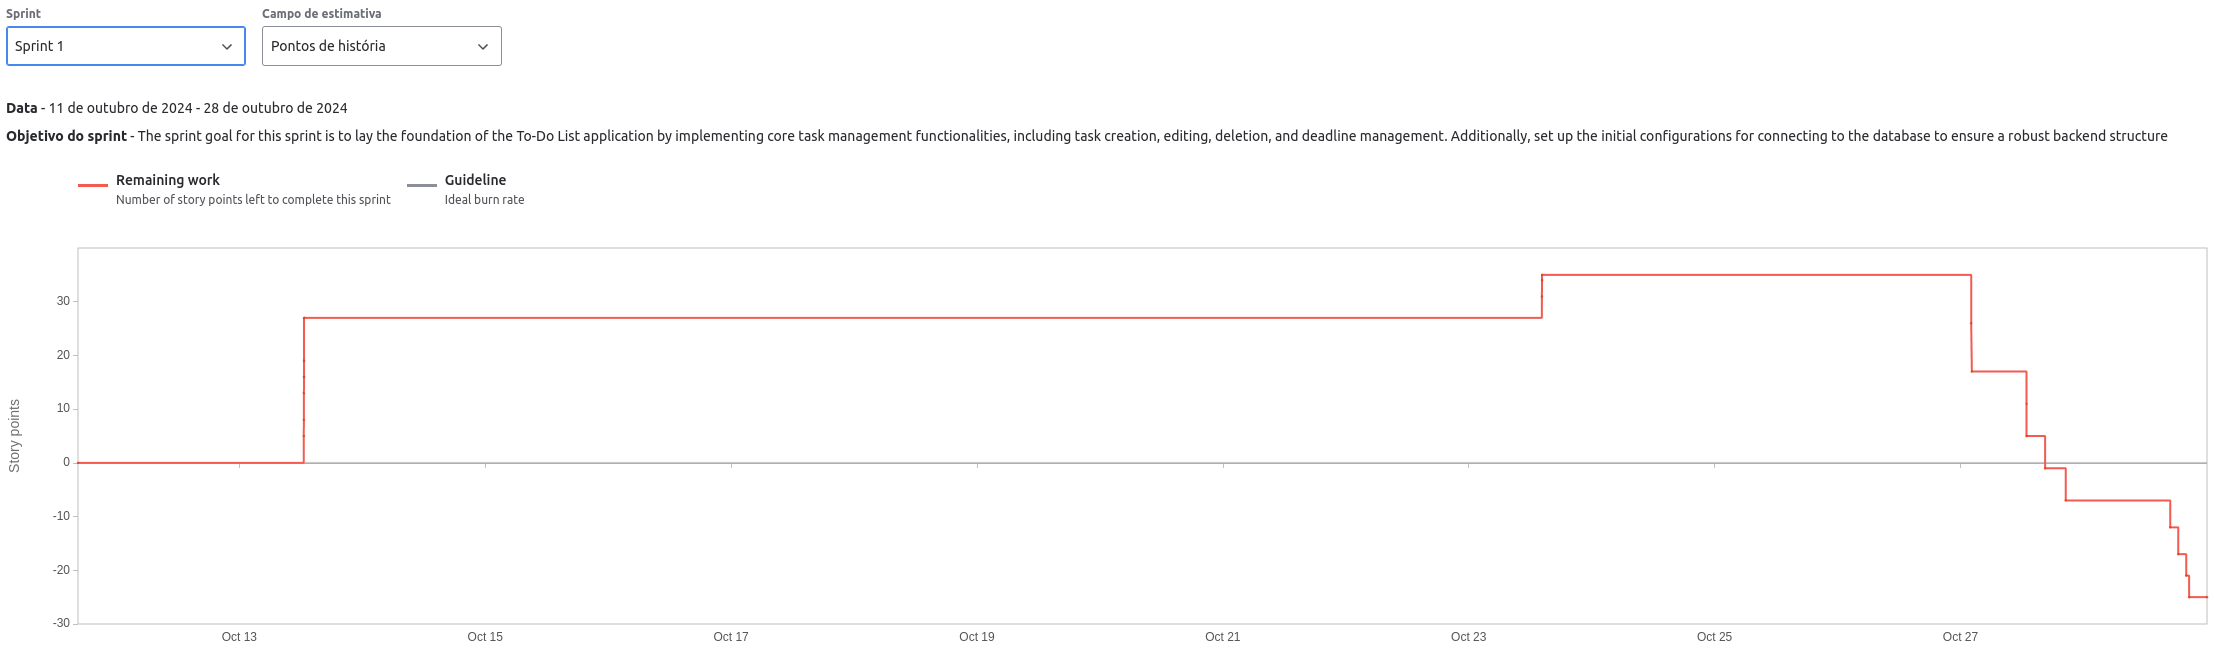 Sprint
Campo de estimativa
Sprint 1
Pontos de história
Data - 11 de outubro de 2024 - 28 de outubro de 2024
Objetivo do sprint - The sprint goal for this sprint is to lay the foundation of the To-Do List application by implementing core task management functionalities, including task creation, editing, deletion, and deadline management. Additionally, set up the initial configurations for connecting to the database to ensure a robust backend structure
Remaining work
Number of story points left to complete this sprint
Guideline
Ideal burn rate
Story points
30
20
10
0
-10
-20
-30
Oct 13
Oct 15
Oct 17
Oct 19
Oct 21
Oct 23
Oct 25
Oct 27